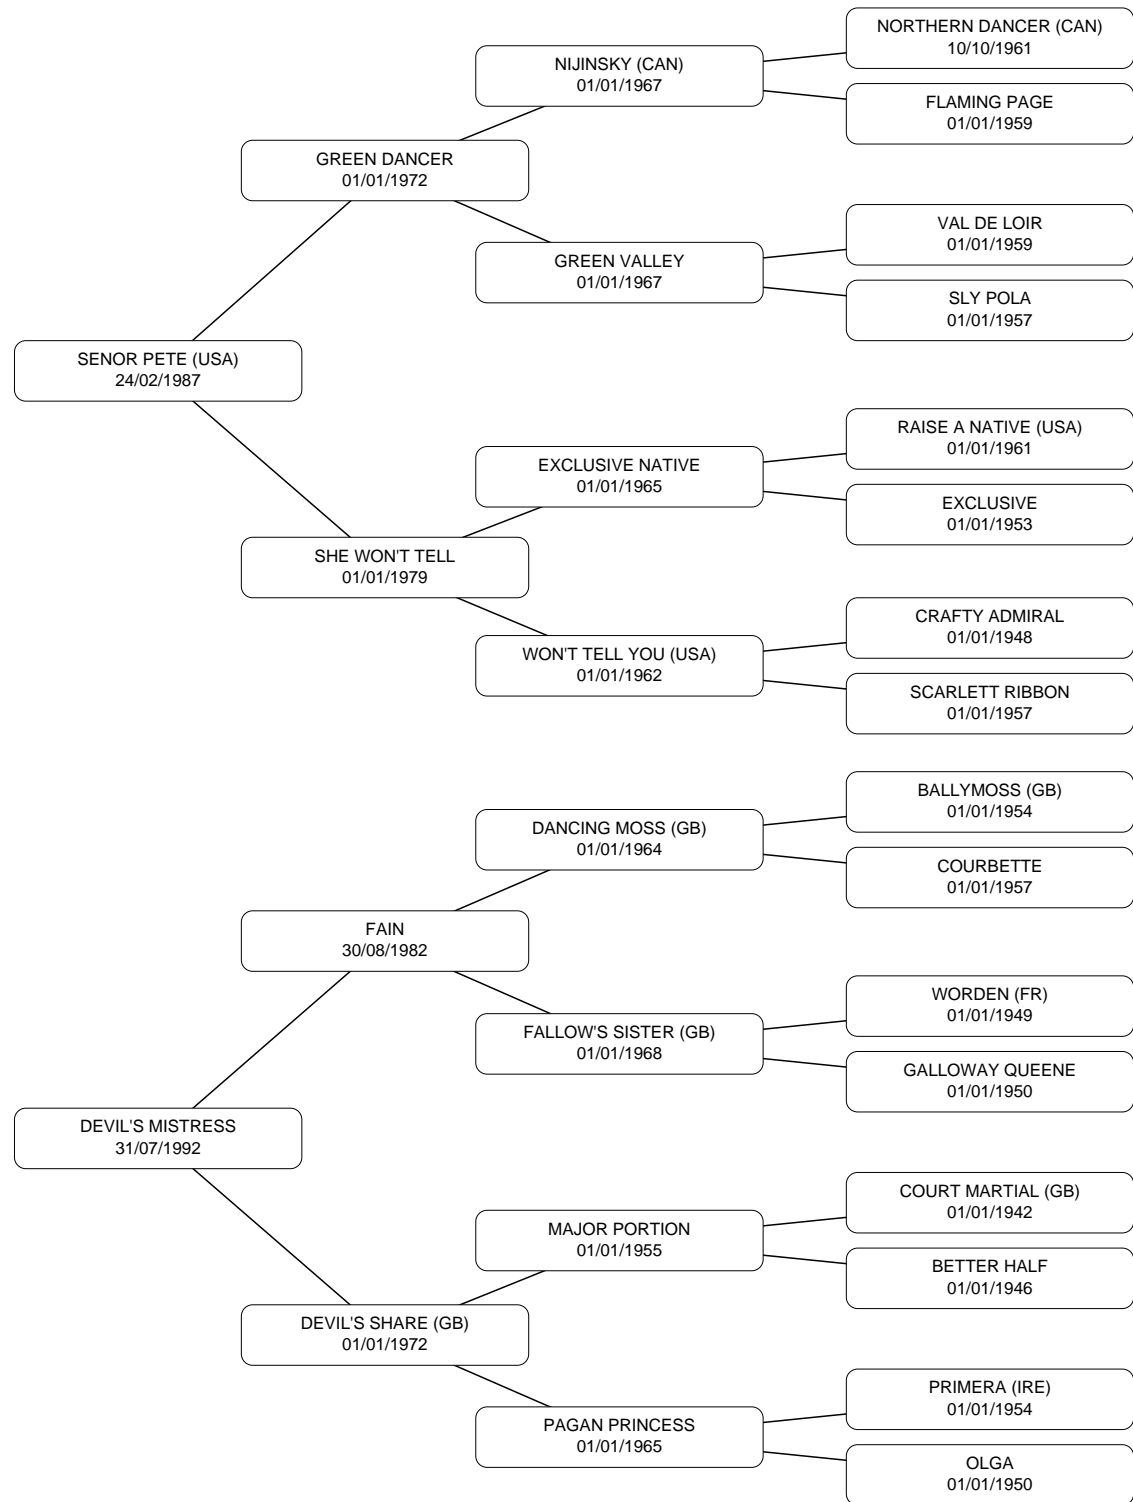 NORTHERN DANCER (CAN)
10/10/1961
NIJINSKY (CAN)
01/01/1967
FLAMING PAGE
01/01/1959
GREEN DANCER
01/01/1972
VAL DE LOIR
01/01/1959
GREEN VALLEY
01/01/1967
SLY POLA
01/01/1957
SENOR PETE (USA)
24/02/1987
RAISE A NATIVE (USA)
01/01/1961
EXCLUSIVE NATIVE
01/01/1965
EXCLUSIVE
01/01/1953
SHE WON'T TELL
01/01/1979
CRAFTY ADMIRAL
01/01/1948
WON'T TELL YOU (USA)
01/01/1962
SCARLETT RIBBON
01/01/1957
BALLYMOSS (GB)
01/01/1954
DANCING MOSS (GB)
01/01/1964
COURBETTE
01/01/1957
FAIN
30/08/1982
WORDEN (FR)
01/01/1949
FALLOW'S SISTER (GB)
01/01/1968
GALLOWAY QUEENE
01/01/1950
DEVIL'S MISTRESS
31/07/1992
COURT MARTIAL (GB)
01/01/1942
MAJOR PORTION
01/01/1955
BETTER HALF
01/01/1946
DEVIL'S SHARE (GB)
01/01/1972
PRIMERA (IRE)
01/01/1954
PAGAN PRINCESS
01/01/1965
OLGA
01/01/1950